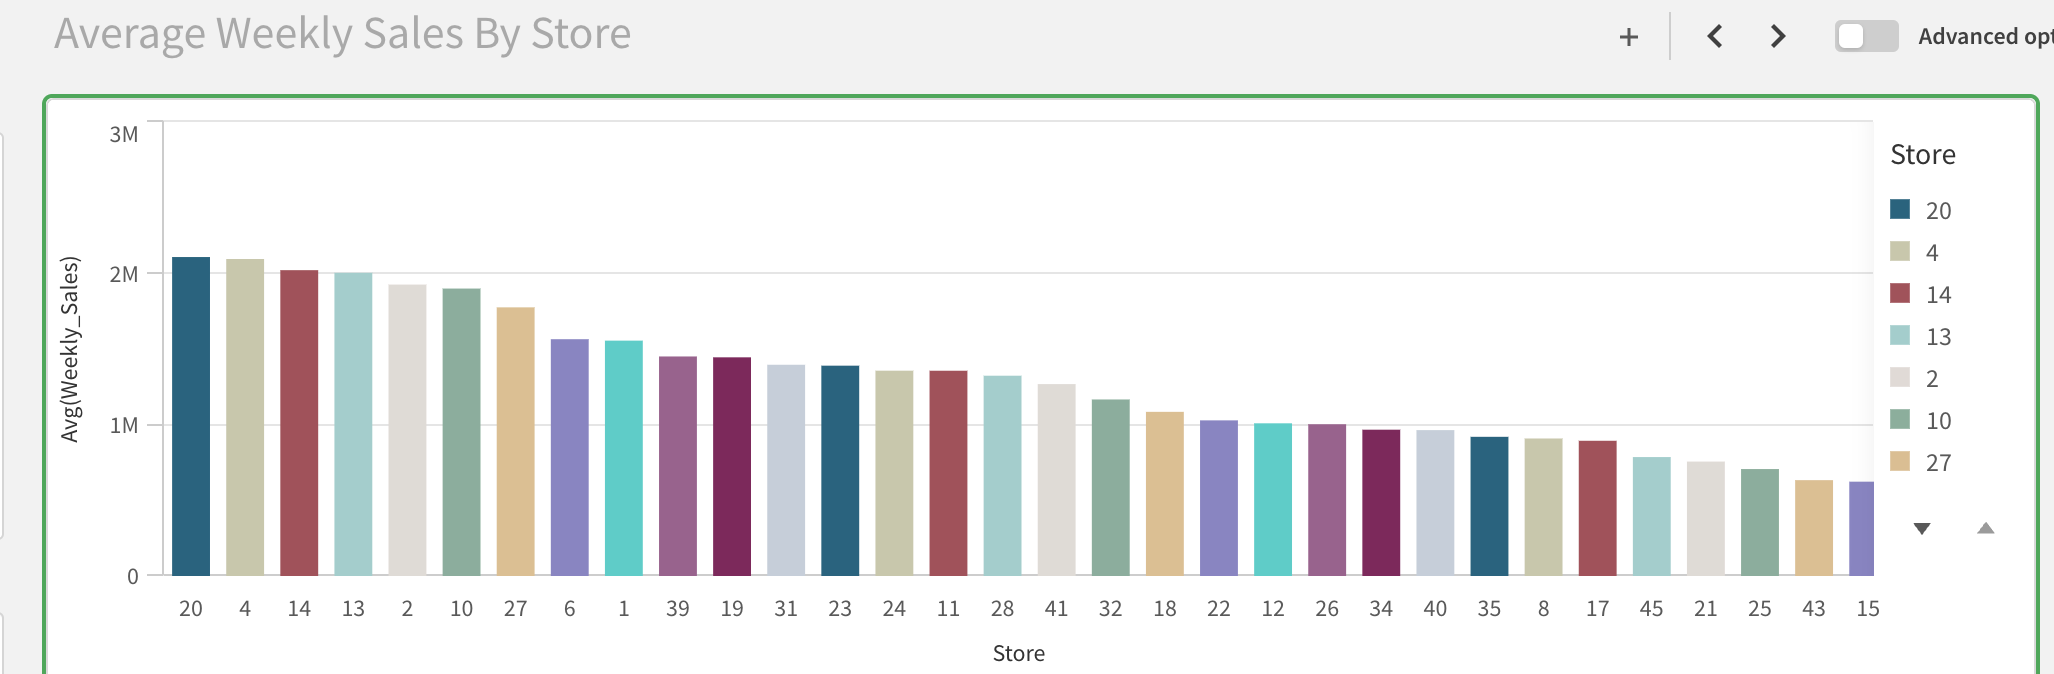 Average Weekly Sales By Store
+
Advanced opt
3M
2M
1M
0
Avg(Weekly_Sales)
20 4 14 13 2 10 27 6 1 39 19 31 23 24 11 28 41 32 18 22 12 26 34 40 35 8 17 45 21 25 43 15
Store
Store
20
4
14
13
2
10
27